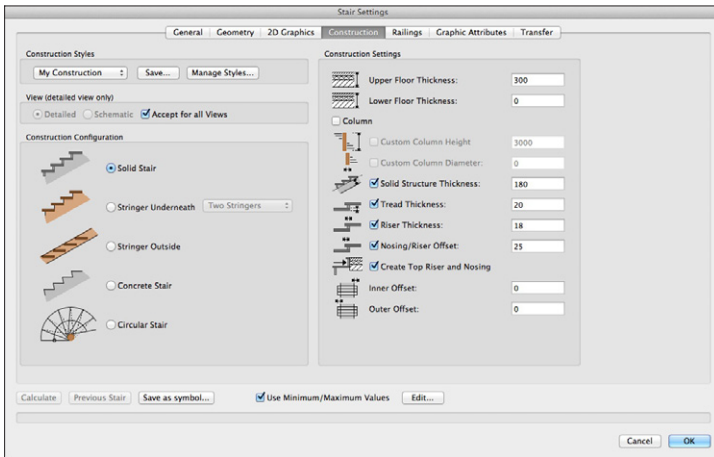 Stair Settings
General Geometry 2D Graphics Construction Railings Graphic Attributes Transfer
Construction Styles
My Construction Save... Manage Styles...
View (detailed view only)
Detailed Schematic Accept for all Views
Construction Configuration
Solid Stair
Stringer Underneath Two Stringers
Stringer Outside
Concrete Stair
Circular Stair
Construction Settings
Upper Floor Thickness: 300
Lower Floor Thickness: 0
Column
Custom Column Height 3000
Custom Column Diameter: 0
Solid Structure Thickness: 180
Tread Thickness: 20
Riser Thickness: 18
Nosing/Riser Offset: 25
Create Top Riser and Nosing
Inner Offset: 0
Outer Offset: 0
Calculate Previous Stair Save as symbol... Use Minimum/Maximum Values Edit...
Cancel OK